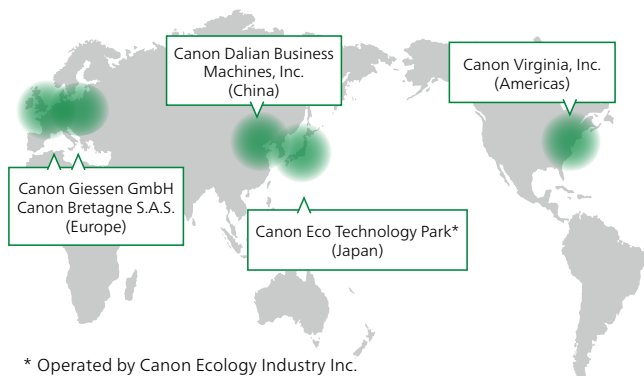 Canon Dalian Business
Machines, Inc.
(China)
Canon Virginia, Inc.
(Americas)
Canon Giessen GmbH
Canon Bretagne S.A.S.
(Europe)
Canon Eco Technology Park*
(Japan)
* Operated by Canon Ecology Industry Inc.